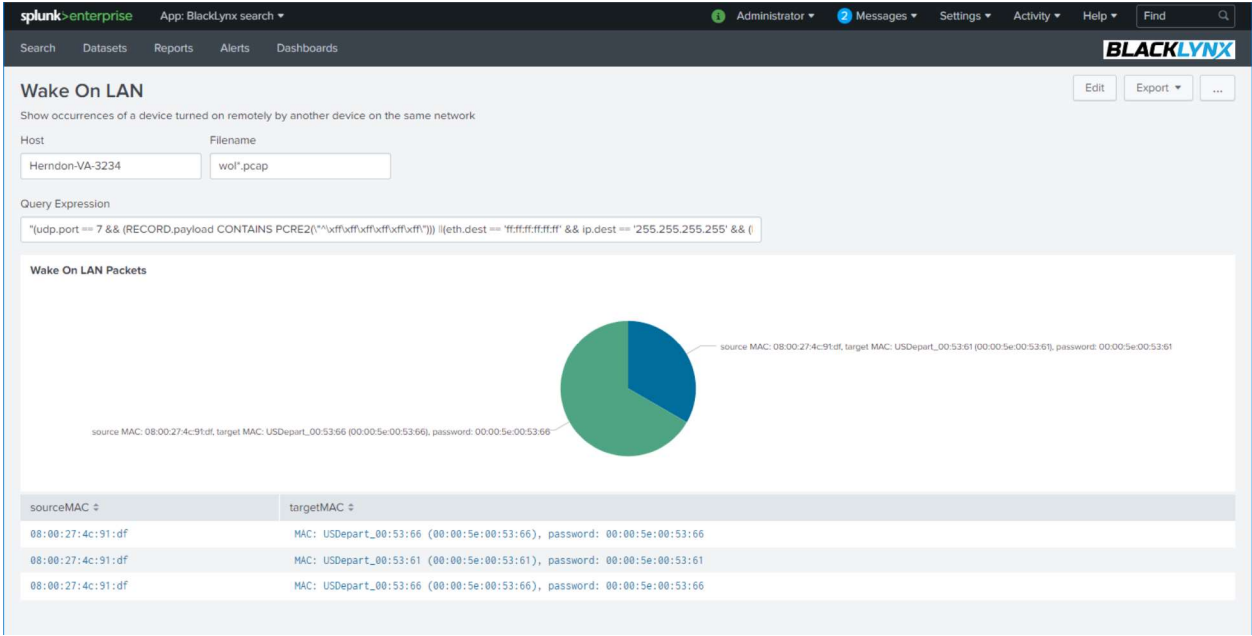 splunk>enterprise App: BlackLynx search Administrator 2 Messages Settings Activity Help Find
Search Datasets Reports Alerts Dashboards BLACKLYNX
Wake On LAN Edit Export ...
Show occurrences of a device turned on remotely by another device on the same network
Host Filename
Herndon-VA-3234 wol*.pcap
Query Expression
"(udp.port == 7 && (RECORD.payload CONTAINS PCRE2(\"^\xff\xff\xff\xff\xff\xff\"))) ||(eth.dest == 'ff:ff:ff:ff:ff:ff' && ip.dest == '255.255.255.255' && (
Wake On LAN Packets
source MAC: 08:00:27:4c:91:df, target MAC: USDepart_00:53:61 (00:00:5e:00:53:61), password: 00:00:5e:00:53:61
source MAC: 08:00:27:4c:91:df, target MAC: USDepart_00:53:66 (00:00:5e:00:53:66), password: 00:00:5e:00:53:66
sourceMAC targetMAC
08:00:27:4c:91:df MAC: USDepart_00:53:66 (00:00:5e:00:53:66), password: 00:00:5e:00:53:66
08:00:27:4c:91:df MAC: USDepart_00:53:61 (00:00:5e:00:53:61), password: 00:00:5e:00:53:61
08:00:27:4c:91:df MAC: USDepart_00:53:66 (00:00:5e:00:53:66), password: 00:00:5e:00:53:66